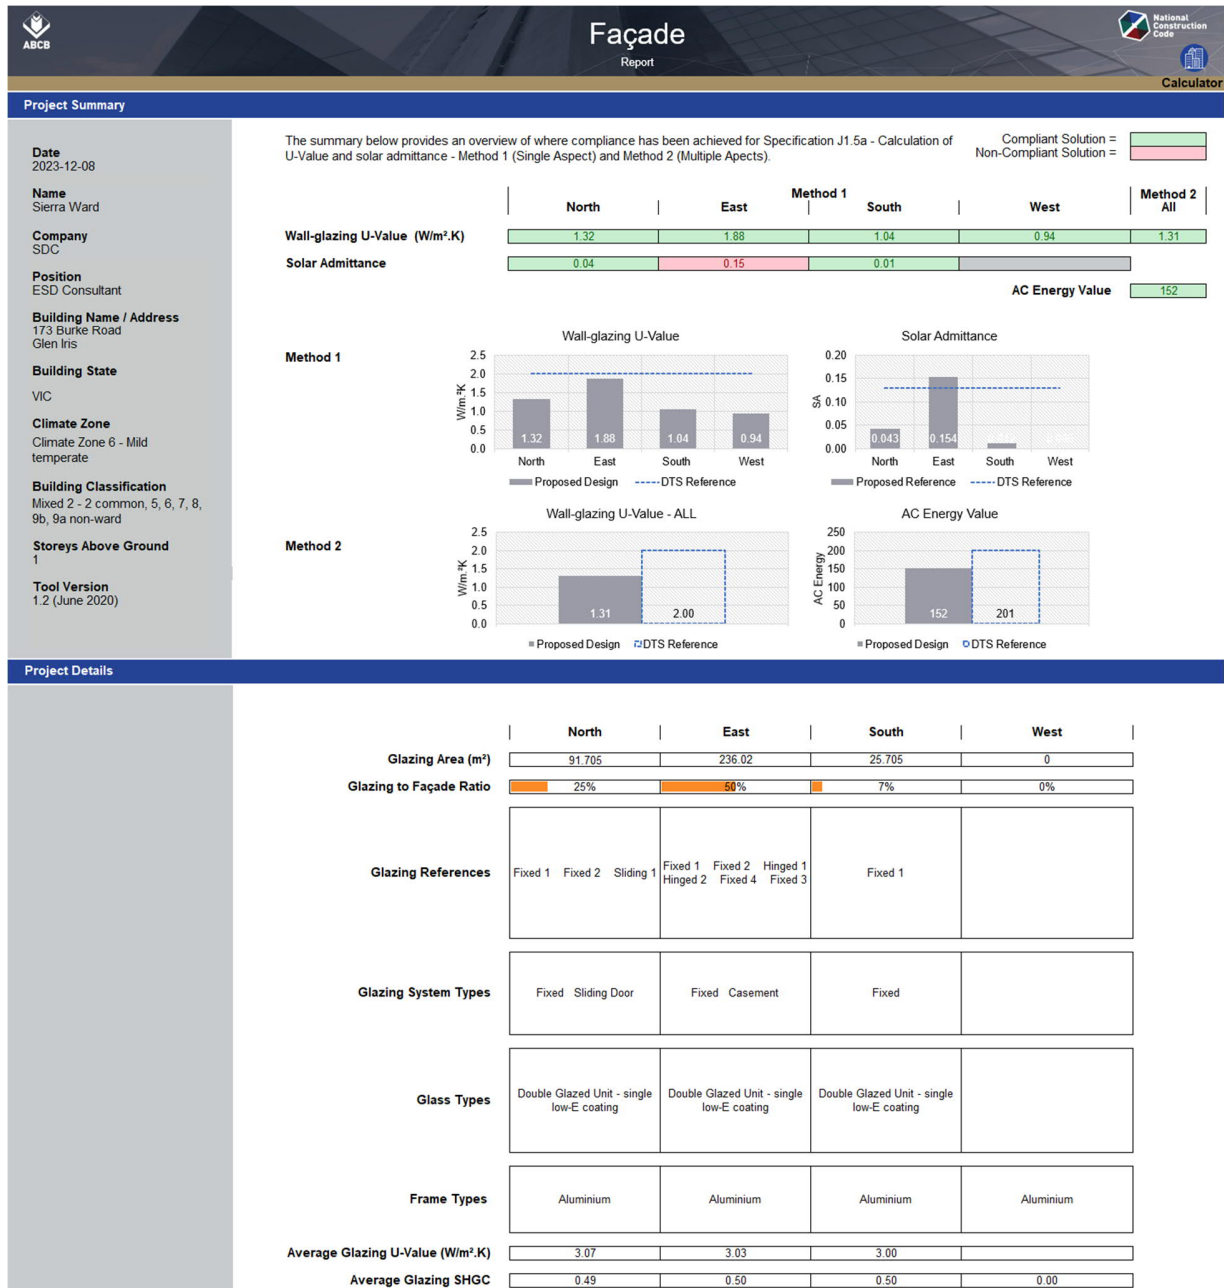 ABCB
Façade
Report
National
Construction
Code
Calculator
Project Summary
Date
2023-12-08
Name
Sierra Ward
Company
SDC
Position
ESD Consultant
Building Name / Address
173 Burke Road
Glen Iris
Building State
VIC
Climate Zone
Climate Zone 6 - Mild
temperate
Building Classification
Mixed 2 - 2 common, 5, 6, 7, 8,
9b, 9a non-ward
Storeys Above Ground
1
Tool Version
1.2 (June 2020)
The summary below provides an overview of where compliance has been achieved for Specification J1.5a - Calculation of
U-Value and solar admittance - Method 1 (Single Aspect) and Method 2 (Multiple Apects).
Compliant Solution =
Non-Compliant Solution =
Method 1 Method 2
North East South West All
Wall-glazing U-Value (W/m².K) 1.32 1.88 1.04 0.94 1.31
Solar Admittance 0.04 0.15 0.01
AC Energy Value 152
Method 1
Wall-glazing U-Value
W/m.²K
2.5
2.0
1.5
1.0
0.5
0.0
1.32 1.88 1.04 0.94
North East South West
Proposed Design DTS Reference
Solar Admittance
SA
0.20
0.15
0.10
0.05
0.00
0.043 0.154
North East South West
Proposed Reference DTS Reference
Method 2
Wall-glazing U-Value - ALL
W/m.²K
2.5
2.0
1.5
1.0
0.5
0.0
1.31 2.00
Proposed Design DTS Reference
AC Energy Value
AC Energy
250
200
150
100
50
0
152 201
Proposed Design DTS Reference
Project Details
North East South West
Glazing Area (m²) 91.705 236.02 25.705 0
Glazing to Façade Ratio 25% 50% 7% 0%
Glazing References
Fixed 1 Fixed 2 Sliding 1
Fixed 1 Fixed 2 Hinged 1
Hinged 2 Fixed 4 Fixed 3
Fixed 1
Glazing System Types Fixed Sliding Door Fixed Casement Fixed
Glass Types
Double Glazed Unit - single
low-E coating
Double Glazed Unit - single
low-E coating
Double Glazed Unit - single
low-E coating
Frame Types Aluminium Aluminium Aluminium Aluminium
Average Glazing U-Value (W/m².K) 3.07 3.03 3.00
Average Glazing SHGC 0.49 0.50 0.50 0.00